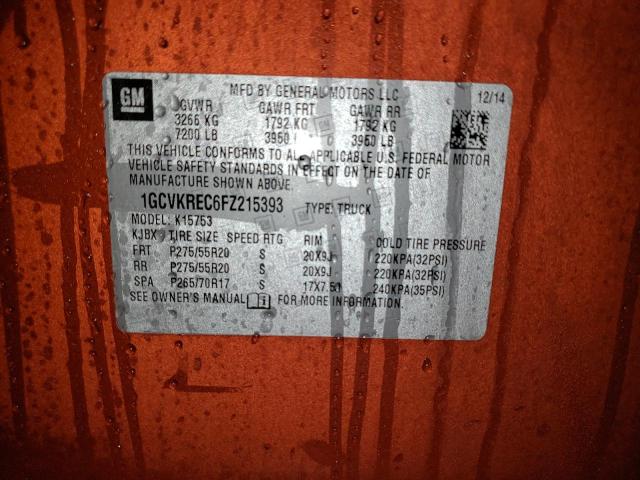 GM
MFD BY GENERAL MOTORS LLC 12/14
GVWR GAWR FRT GAWR RR
3266 KG 1792 KG 1792 KG
7200 LB 3950 LB 3950 LB
THIS VEHICLE CONFORMS TO ALL APPLICABLE U.S. FEDERAL MOTOR
VEHICLE SAFETY STANDARDS IN EFFECT ON THE DATE OF
MANUFACTURE SHOWN ABOVE.
1GCVKREC6FZ215393 TYPE: TRUCK
MODEL: K15753
KJBX TIRE SIZE SPEED RTG RIM COLD TIRE PRESSURE
FRT P275/55R20 S 20X9J 220KPA(32PSI)
RR P275/55R20 S 20X9J 220KPA(32PSI)
SPA P265/70R17 S 17X7.5J 240KPA(35PSI)
SEE OWNER'S MANUAL FOR MORE INFORMATION.